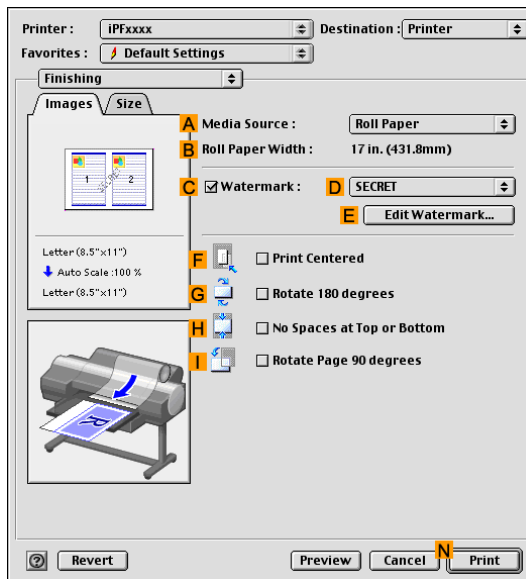 Printer : iPFxxxx Destination : Printer
Favorites : Default Settings
Finishing
Images Size
A Media Source : Roll Paper
B Roll Paper Width : 17 in. (431.8mm)
C Watermark : D SECRET
E Edit Watermark...
1 SECRET 2
Letter (8.5"x11")
Auto Scale :100 %
Letter (8.5"x11")
F Print Centered
G Rotate 180 degrees
H No Spaces at Top or Bottom
I Rotate Page 90 degrees
R
? Revert Preview Cancel N Print